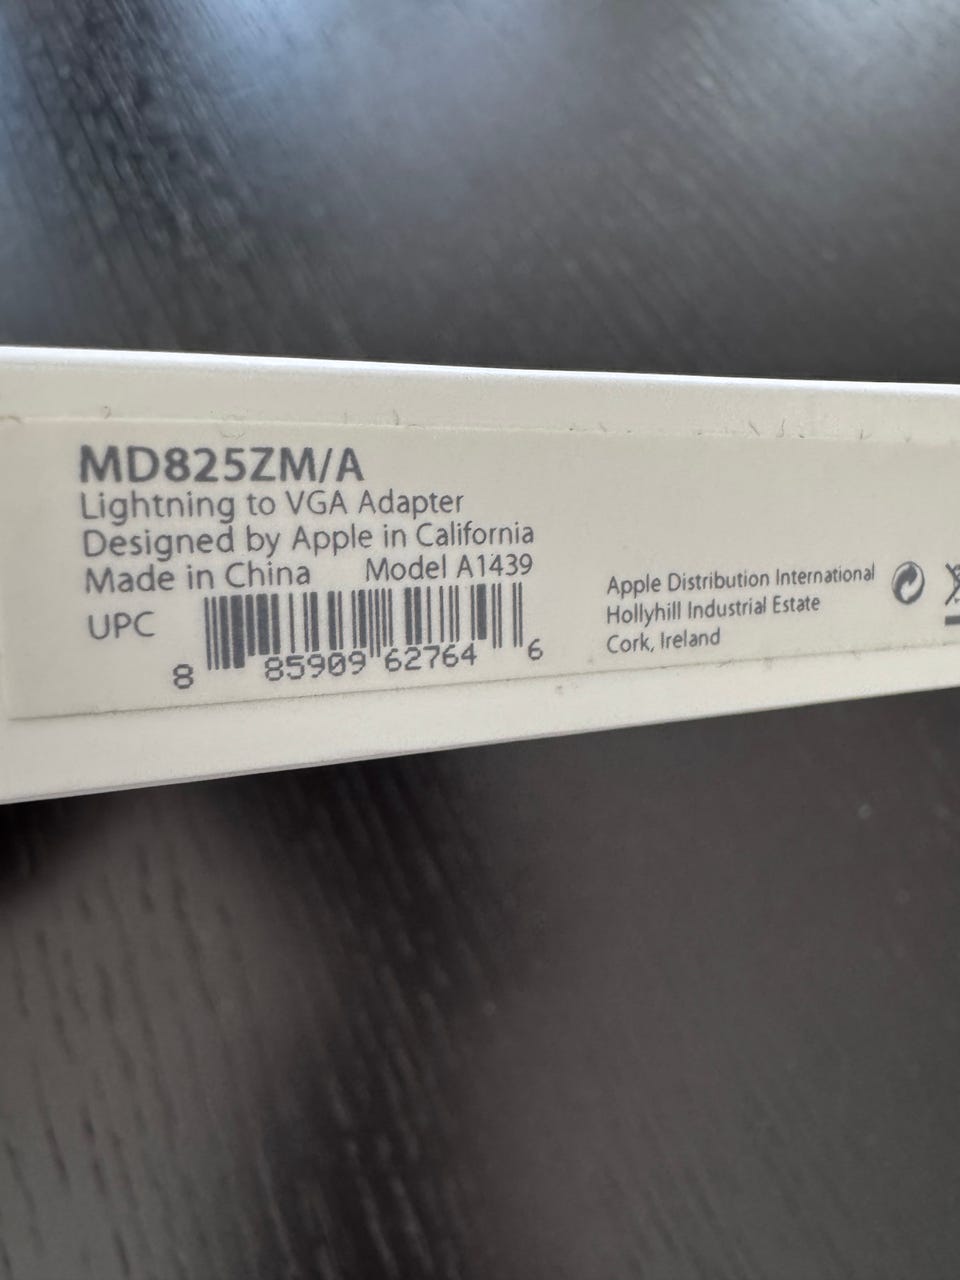 MD825ZM/A
Lightning to VGA Adapter
Designed by Apple in California
Made in China Model A1439
UPC
8 85909 62764 6
Apple Distribution International
Hollyhill Industrial Estate
Cork, Ireland